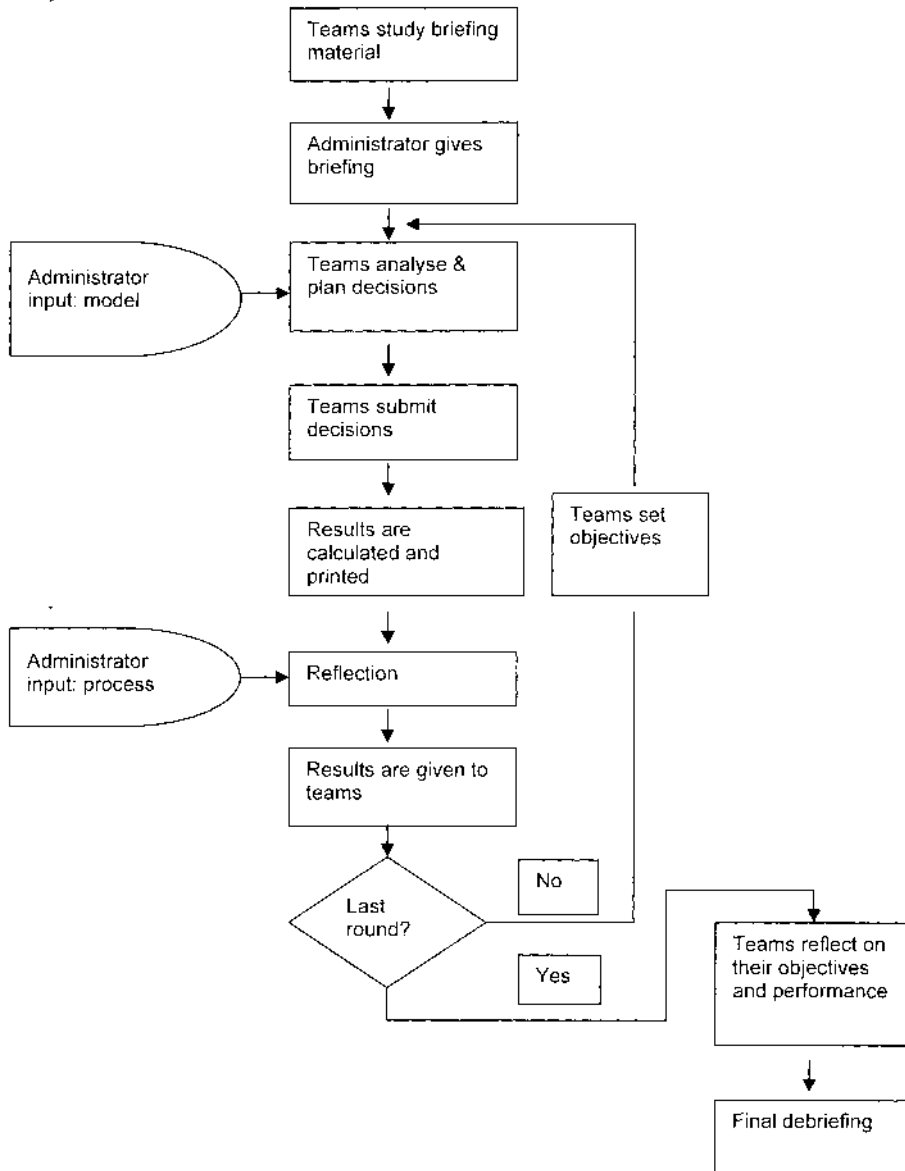 Teams study briefing
material
Administrator gives
briefing
Administrator
input: model
Teams analyse &
plan decisions
Teams submit
decisions
Results are
calculated and
printed
Teams set
objectives
Administrator
input: process
Reflection
Results are given to
teams
Last
round?
No
Yes
Teams reflect on
their objectives
and performance
Final debriefing